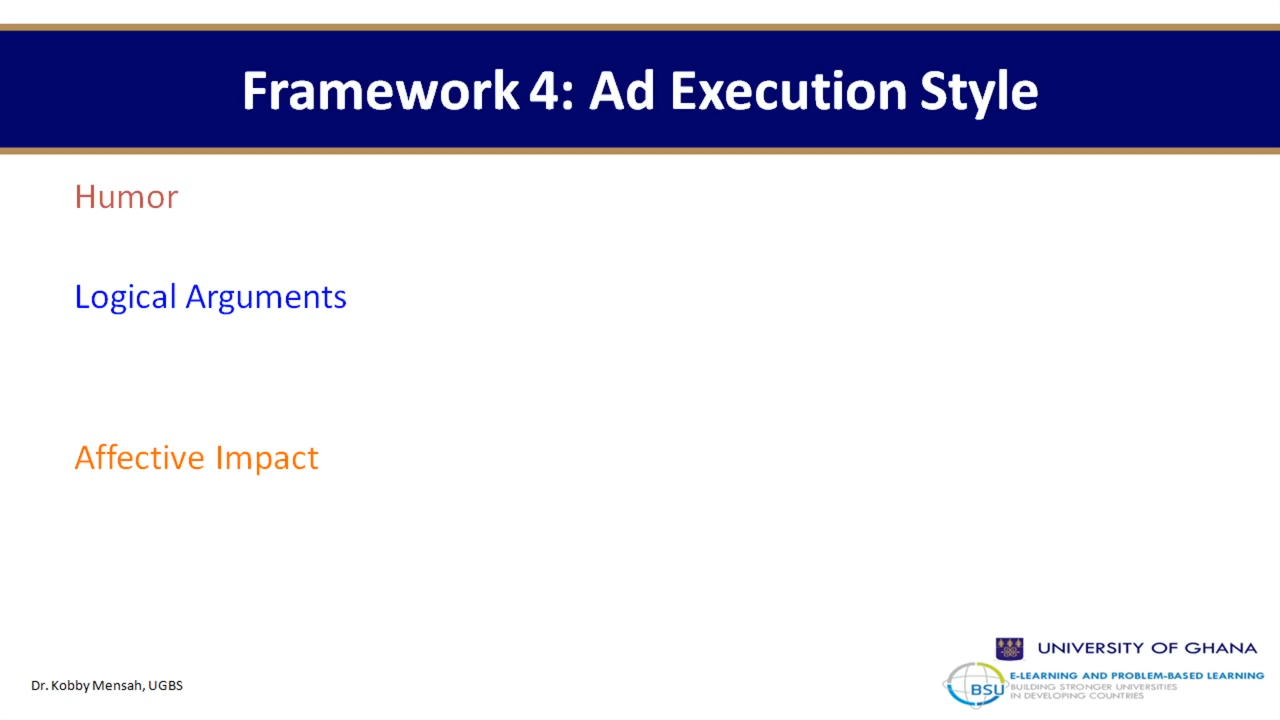 Framework 4: Ad Execution Style
Humor
Logical Arguments
Affective Impact
UNIVERSITY OF GHANA
Dr. Kobby Mensah, UGBS
BSU
E-LEARNING AND PROBLEM-BASED LEARNING
BUILDING STRONGER UNIVERSITIES
IN DEVELOPING COUNTRIES